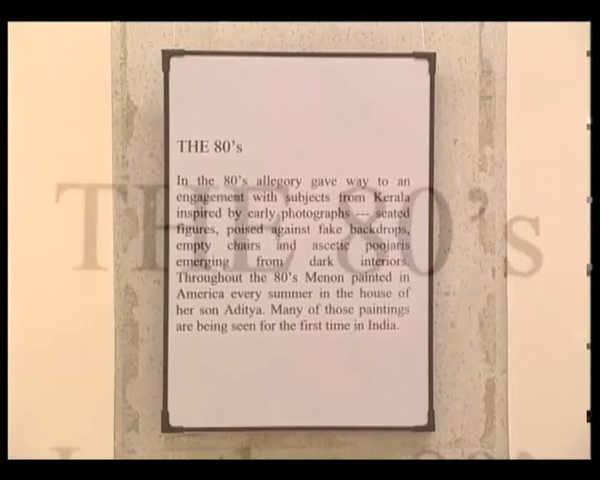 THE 80's
In the 80's allegory gave way to an
engagement with subjects from Kerala
inspired by early photographs --- seated
figures, poised against fake backdrops,
empty chairs and ascetic poojaris
emerging from dark interiors.
Throughout the 80's Menon painted in
America every summer in the house of
her son Aditya. Many of those paintings
are being seen for the first time in India.
THE 80's